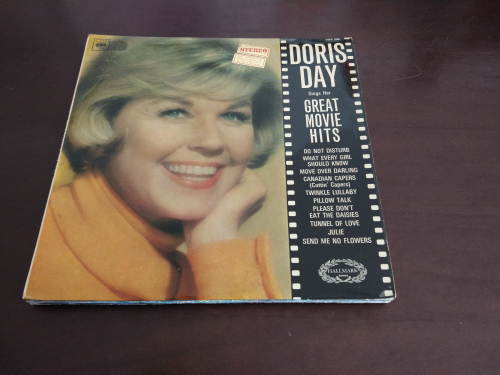 STEREO
DORIS
DAY
Sings Her
GREAT
MOVIE
HITS
DO NOT DISTURB
WHAT EVERY GIRL
SHOULD KNOW
MOVE OVER DARLING
CANADIAN CAPERS
(Cuttin' Capers)
TWINKLE LULLABY
PILLOW TALK
PLEASE DON'T
EAT THE DAISIES
TUNNEL OF LOVE
JULIE
SEND ME NO FLOWERS
HALLMARK